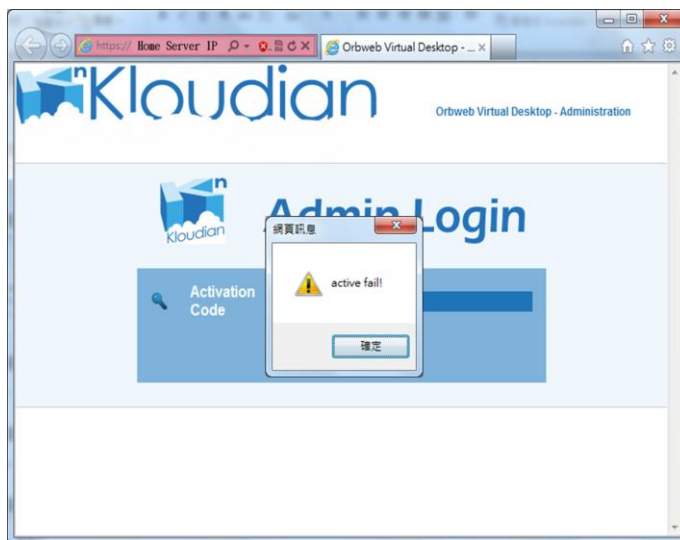 https:// Home Server IP
Orbweb Virtual Desktop - ...
nKloudian
Orbweb Virtual Desktop - Administration
n
Kloudian
Admin Login
網頁訊息
active fail!
Activation
Code
確定